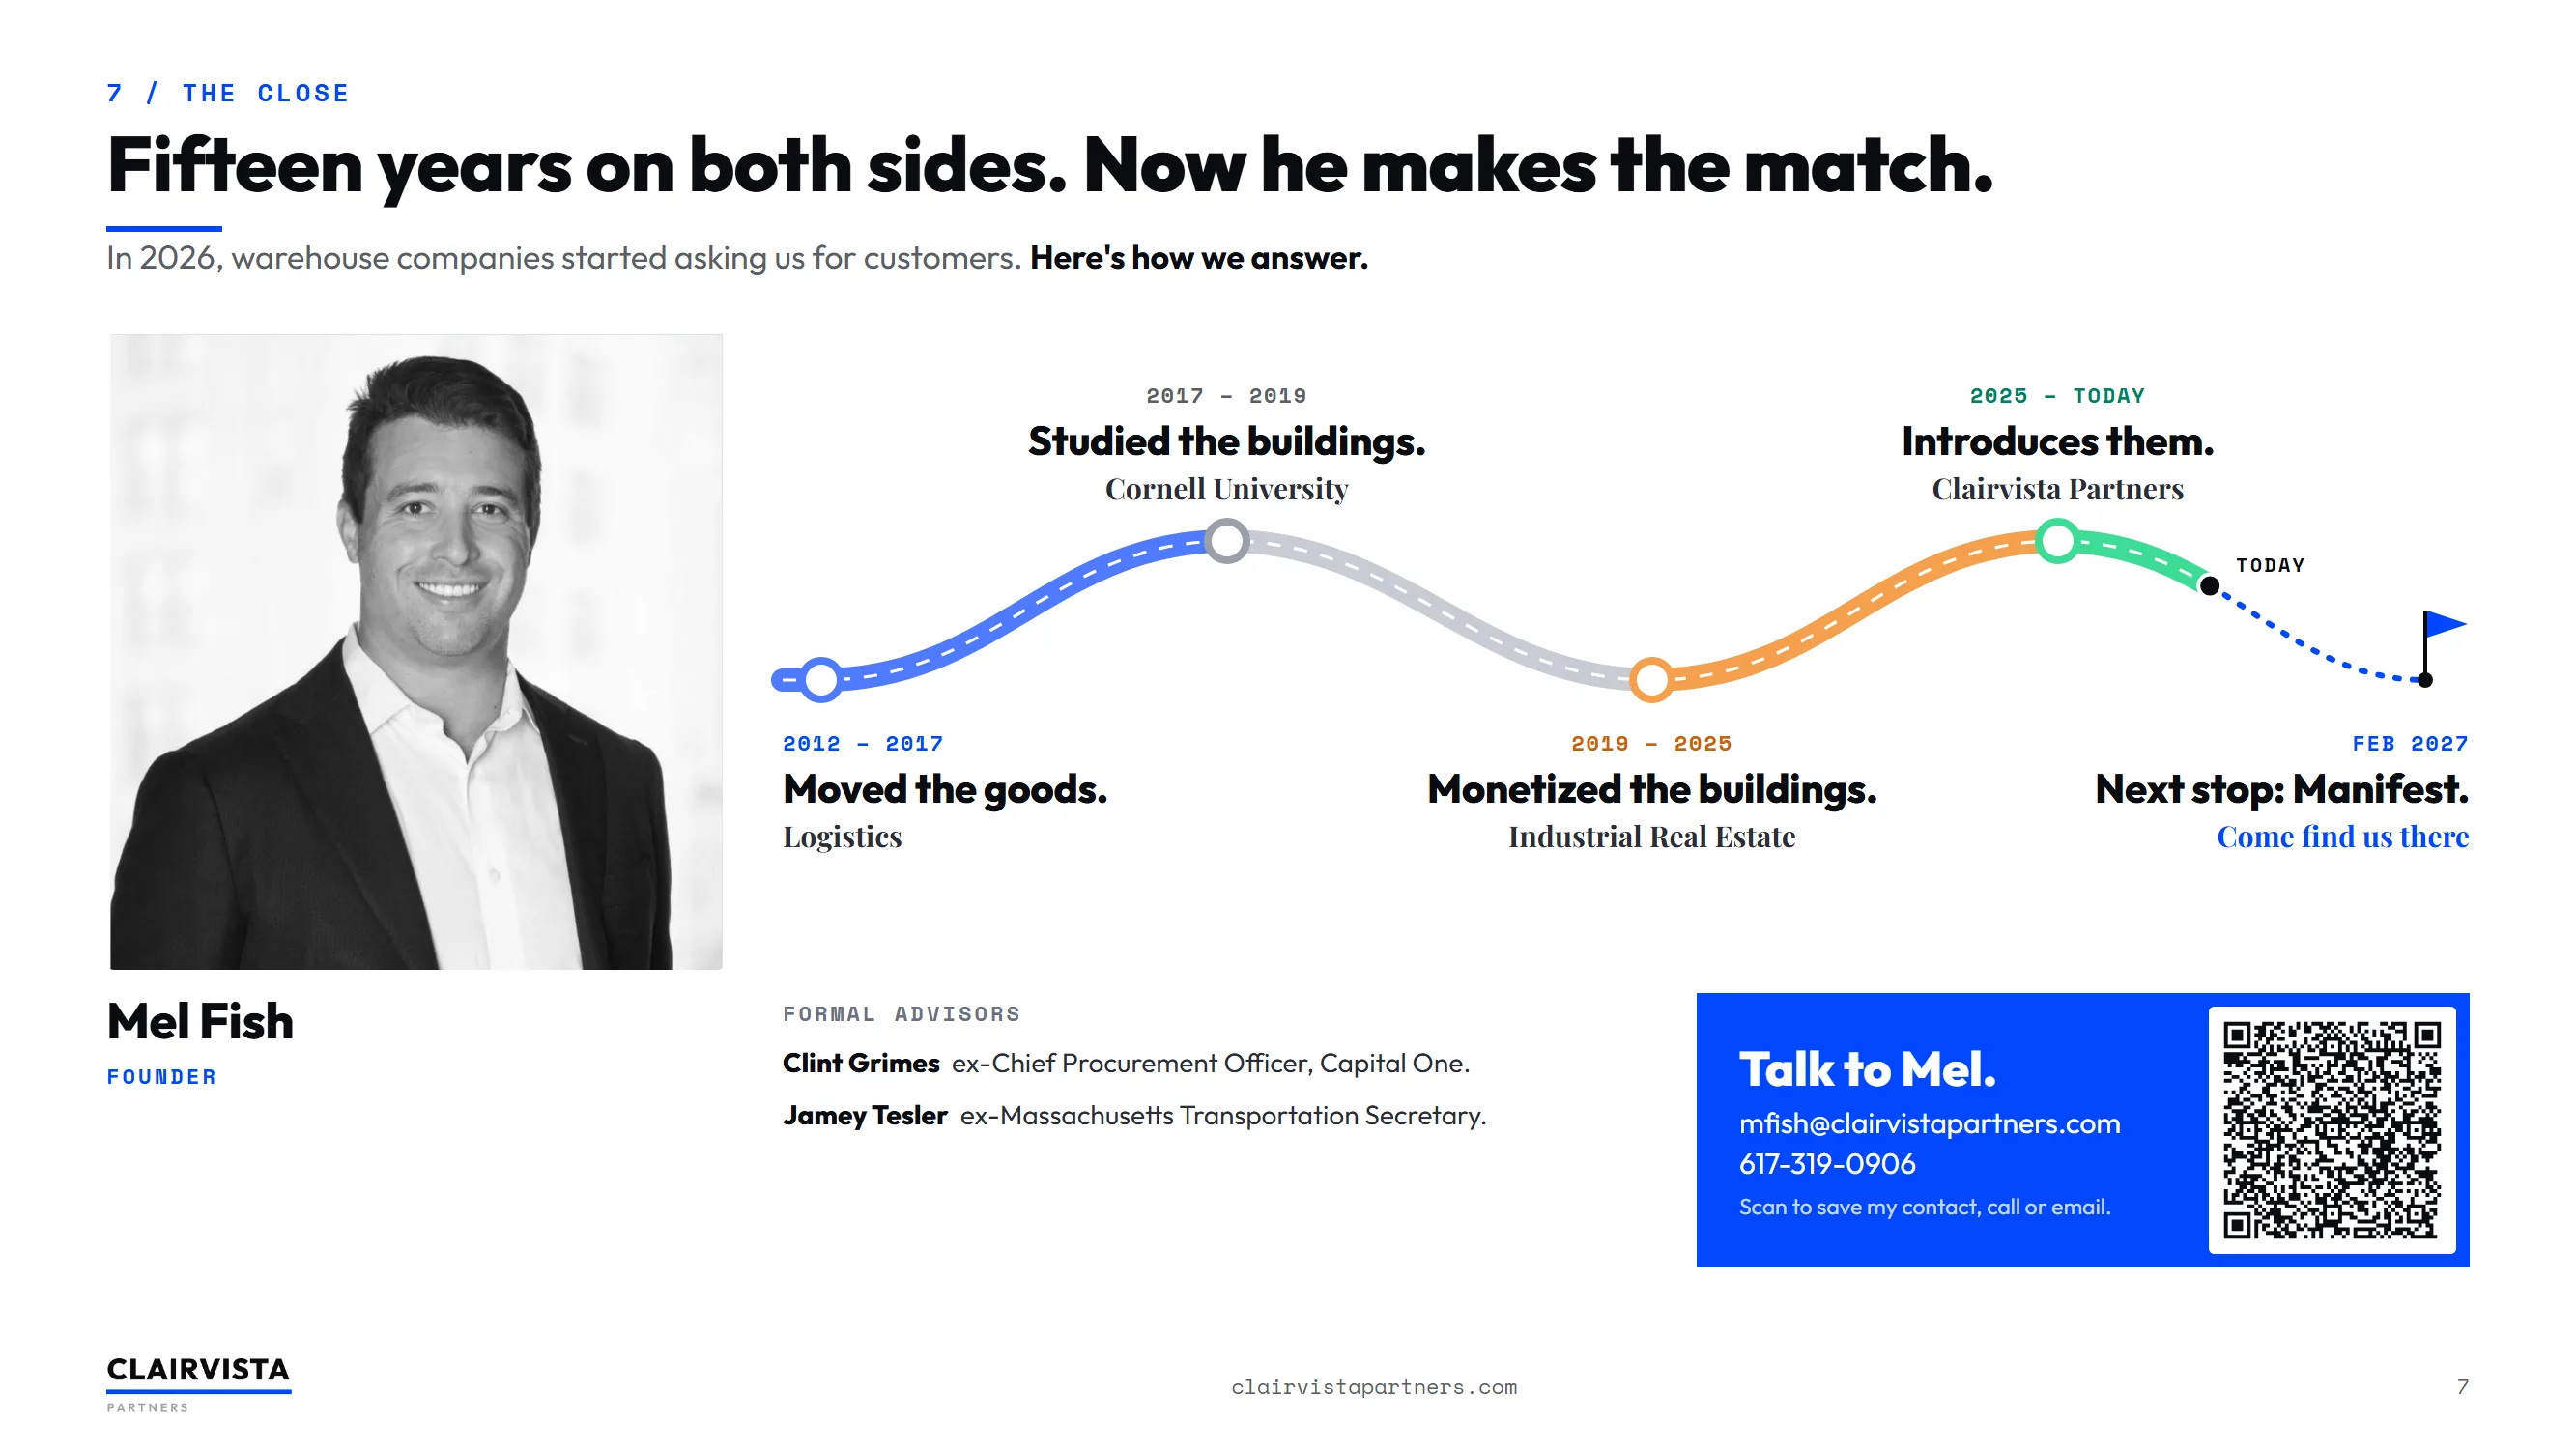 7 / THE CLOSE
Fifteen years on both sides. Now he makes the match.
In 2026, warehouse companies started asking us for customers. Here's how we answer.
2017 – 2019
Studied the buildings.
Cornell University
2025 – TODAY
Introduces them.
Clairvista Partners
TODAY
2012 – 2017
Moved the goods.
Logistics
2019 – 2025
Monetized the buildings.
Industrial Real Estate
FEB 2027
Next stop: Manifest.
Come find us there
Mel Fish
FOUNDER
FORMAL ADVISORS
Clint Grimes ex-Chief Procurement Officer, Capital One.
Jamey Tesler ex-Massachusetts Transportation Secretary.
Talk to Mel.
mfish@clairvistapartners.com
617-319-0906
Scan to save my contact, call or email.
CLAIRVISTA
PARTNERS
clairvistapartners.com
7